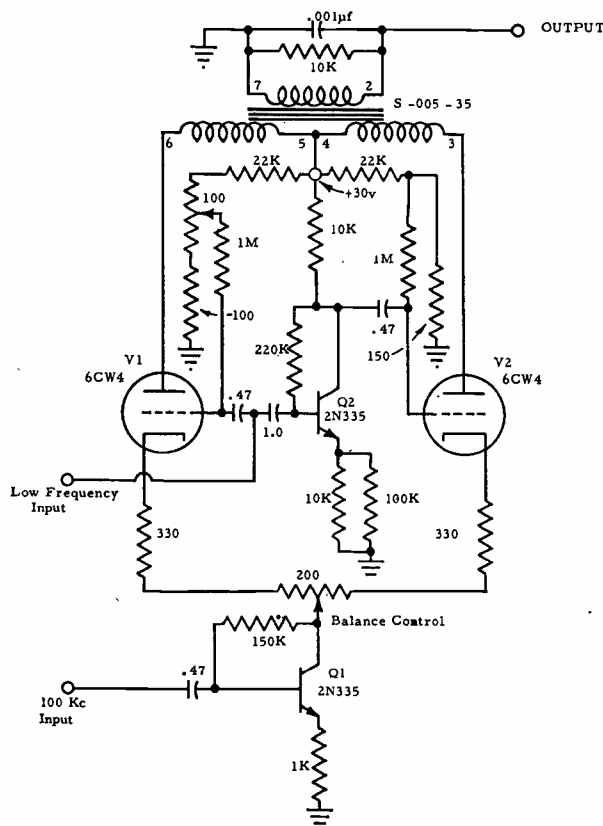 .001µf
OUTPUT
10K
7
2
S -005 - 35
6
5
4
3
22K
22K
+30v
100
1M
10K
1M
100
.47
150
220K
V1
6CW4
V2
6CW4
.47
1.0
Q2
2N335
Low Frequency
Input
10K
100K
330
330
200
Balance Control
150K
.47
Q1
2N335
100 Kc
Input
1K